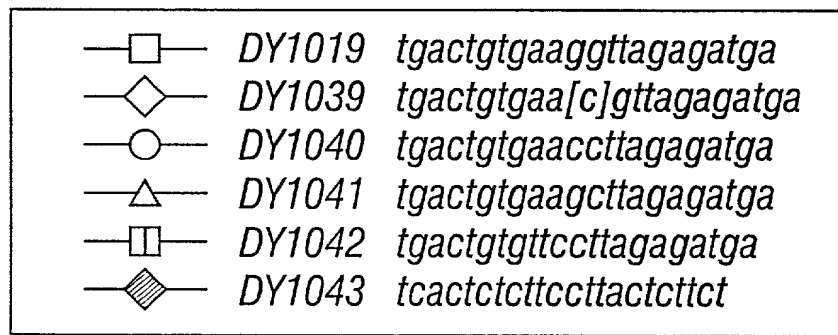 DY1019 tgactgtgaaggttagagatga
DY1039 tgactgtgaa[c]gttagagatga
DY1040 tgactgtgaaccttagagatga
DY1041 tgactgtgaagcttagagatga
DY1042 tgactgtgttccttagagatga
DY1043 tcactctcttccttactcttct